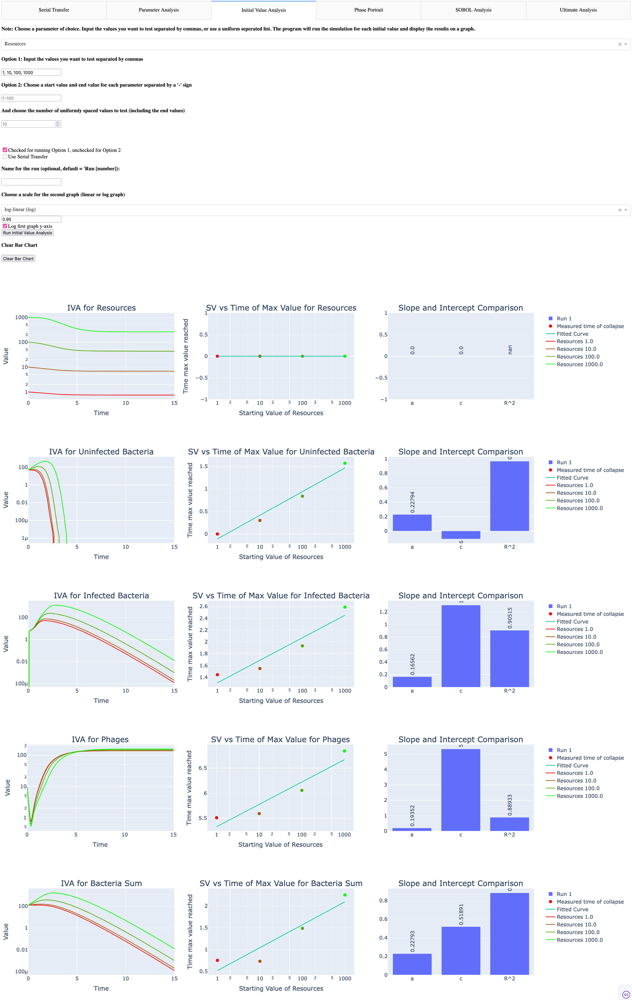 Serial Transfer
Parameter Analysis
Initial Value Analysis
Phase Portrait
SOBOL Analysis
Ultimate Analysis
Note: Choose a parameter of choice. Input the values you want to test separated by commas, or use a uniform seperated list. The program will run the simulation for each initial value and display the results on a graph.
Resources
Option 1: Input the values you want to test separated by commas
1, 10, 100, 1000
Option 2: Choose a start value and end value for each parameter separated by a '-' sign
1-100
And choose the number of uniformly spaced values to test (including the end values)
10
Checked for running Option 1, unchecked for Option 2
Use Serial Transfer
Name for the run (optional, default = 'Run [number]):
Choose a scale for the second graph (linear or log graph)
log-linear (log)
0.95
Log first graph y-axis
Run Initial Value Analysis
Clear Bar Chart
Clear Bar Chart
IVA for Resources
Value
1000
5
2
100
5
2
10
5
2
1
0 5 10 15
Time
SV vs Time of Max Value for Resources
Time max value reached
1
0.5
0
−0.5
−1
1 2 5 10 2 5 100 2 5 1000
Starting Value of Resources
Slope and Intercept Comparison
1
0.5
0
−0.5
−1
0.0 0.0 nan
a c R^2
Run 1
Measured time of collapse
Fitted Curve
Resources 1.0
Resources 10.0
Resources 100.0
Resources 1000.0
IVA for Uninfected Bacteria
Value
100
1
0.01
100μ
1μ
0 5 10 15
Time
SV vs Time of Max Value for Uninfected Bacteria
Time max value reached
1.5
1
0.5
0
1 2 5 10 2 5 100 2 5 1000
Starting Value of Resources
Slope and Intercept Comparison
1
0.8
0.6
0.4
0.2
0
0.22794
a c R^2
Run 1
Measured time of collapse
Fitted Curve
Resources 1.0
Resources 10.0
Resources 100.0
Resources 1000.0
IVA for Infected Bacteria
Value
100
1
0.01
100μ
0 5 10 15
Time
SV vs Time of Max Value for Infected Bacteria
Time max value reached
2.6
2.4
2.2
2
1.8
1.6
1.4
1 2 5 10 2 5 100 2 5 1000
Starting Value of Resources
Slope and Intercept Comparison
1.2
1
0.8
0.6
0.4
0.2
0
0.16562 1 0.90515
a c R^2
Run 1
Measured time of collapse
Fitted Curve
Resources 1.0
Resources 10.0
Resources 100.0
Resources 1000.0
IVA for Phages
Value
2
100
5
2
10
5
2
1
5
0 5 10 15
Time
SV vs Time of Max Value for Phages
Time max value reached
6.5
6
5.5
1 2 5 10 2 5 100 2 5 1000
Starting Value of Resources
Slope and Intercept Comparison
5
4
3
2
1
0
0.19352 5 0.88933
a c R^2
Run 1
Measured time of collapse
Fitted Curve
Resources 1.0
Resources 10.0
Resources 100.0
Resources 1000.0
IVA for Bacteria Sum
Value
100
1
0.01
100μ
0 5 10 15
Time
SV vs Time of Max Value for Bacteria Sum
Time max value reached
2
1.5
1
0.5
1 2 5 10 2 5 100 2 5 1000
Starting Value of Resources
Slope and Intercept Comparison
0.8
0.6
0.4
0.2
0
0.22793 0.51891 0
a c R^2
Run 1
Measured time of collapse
Fitted Curve
Resources 1.0
Resources 10.0
Resources 100.0
Resources 1000.0